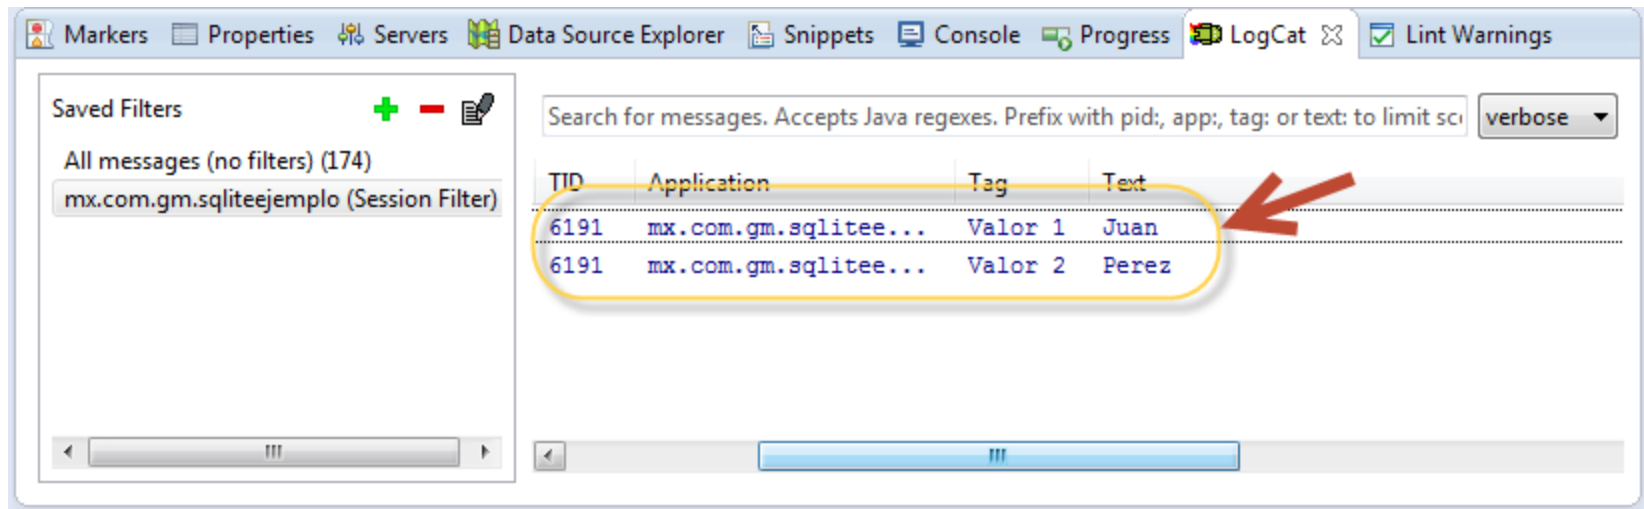 Markers Properties Servers Data Source Explorer Snippets Console Progress LogCat Lint Warnings
Saved Filters
All messages (no filters) (174)
mx.com.gm.sqliteejemplo (Session Filter)
Search for messages. Accepts Java regexes. Prefix with pid:, app:, tag: or text: to limit sc verbose
TID Application Tag Text
6191 mx.com.gm.sqlitee... Valor 1 Juan
6191 mx.com.gm.sqlitee... Valor 2 Perez